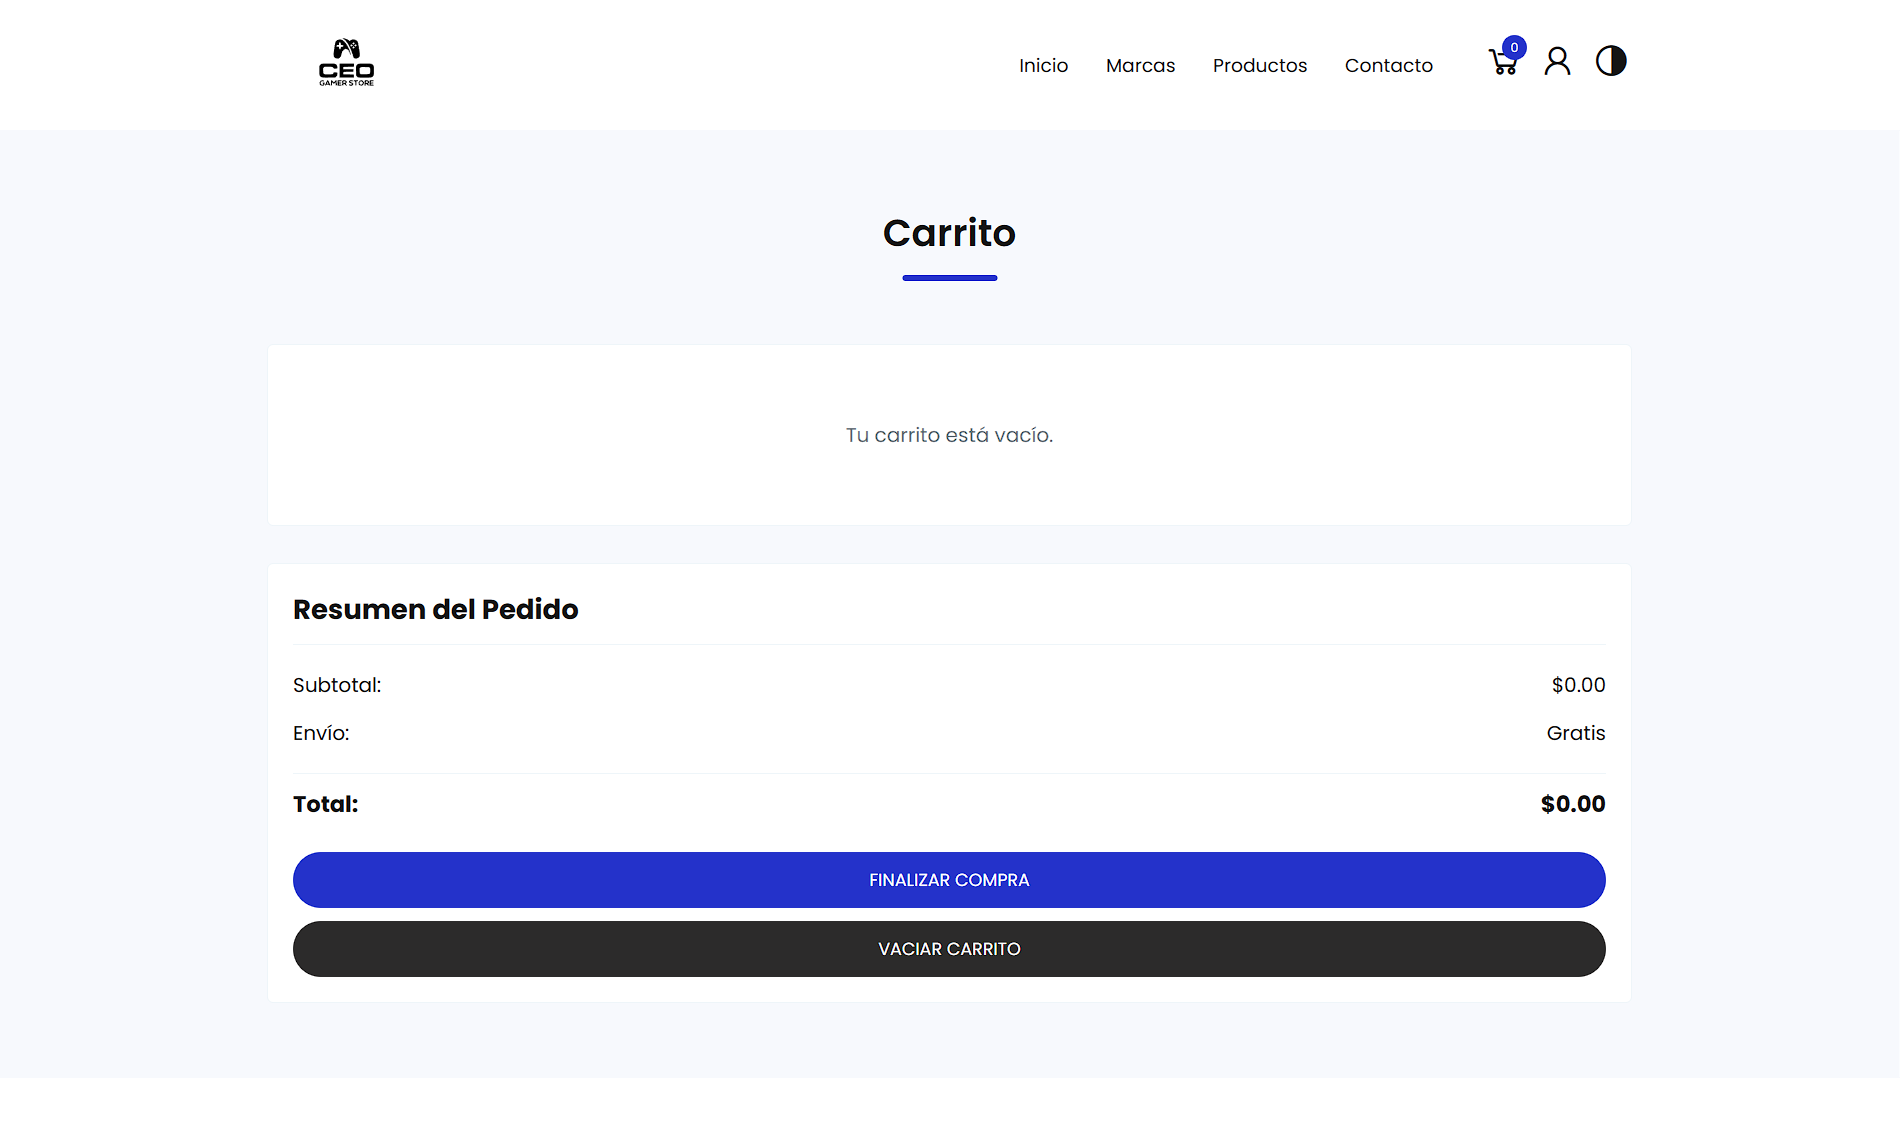 CEO
GAMER STORE
Inicio Marcas Productos Contacto 0
Carrito
Tu carrito está vacío.
Resumen del Pedido
Subtotal: $0.00
Envío: Gratis
Total: $0.00
FINALIZAR COMPRA
VACIAR CARRITO